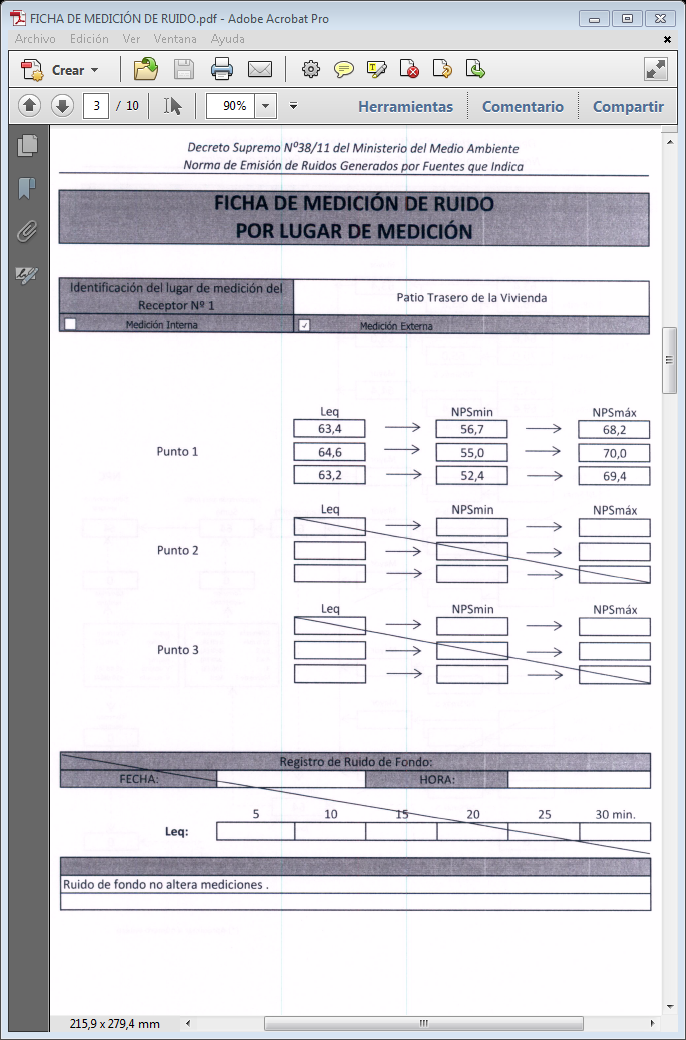 FICHA DE MEDICIÓN DE RUIDO.pdf - Adobe Acrobat Pro
Archivo Edición Ver Ventana Ayuda
Crear
3 / 10 90% Herramientas Comentario Compartir
Decreto Supremo Nº38/11 del Ministerio del Medio Ambiente
Norma de Emisión de Ruidos Generados por Fuentes que Indica
FICHA DE MEDICIÓN DE RUIDO
POR LUGAR DE MEDICIÓN
Identificación del lugar de medición del
Receptor Nº 1
Patio Trasero de la Vivienda
Medición Interna Medición Externa
Leq NPSmin NPSmáx
63,4 56,7 68,2
Punto 1 64,6 55,0 70,0
63,2 52,4 69,4
Leq NPSmin NPSmáx
Punto 2
Leq NPSmin NPSmáx
Punto 3
Registro de Ruido de Fondo:
FECHA: HORA:
5 10 15 20 25 30 min.
Leq:
Ruido de fondo no altera mediciones .
215,9 x 279,4 mm